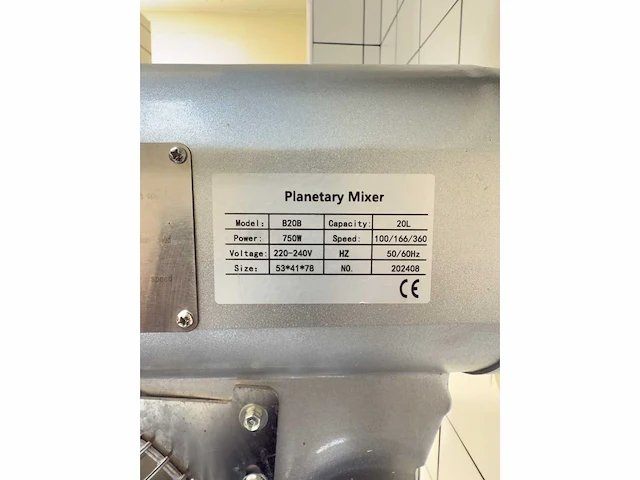 Planetary Mixer
Model: B20B Capacity: 20L
Power: 750W Speed: 100/166/360
Voltage: 220-240V HZ 50/60Hz
Size: 53*41*78 NO. 202408
CE
speed